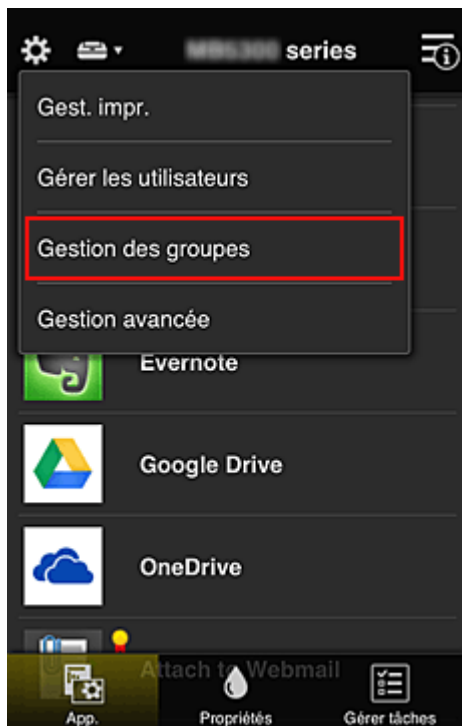 series
Gest. impr.
Gérer les utilisateurs
Gestion des groupes
Gestion avancée
Evernote
Google Drive
OneDrive
Attach to Webmail
App.
Propriétés
Gérer tâches